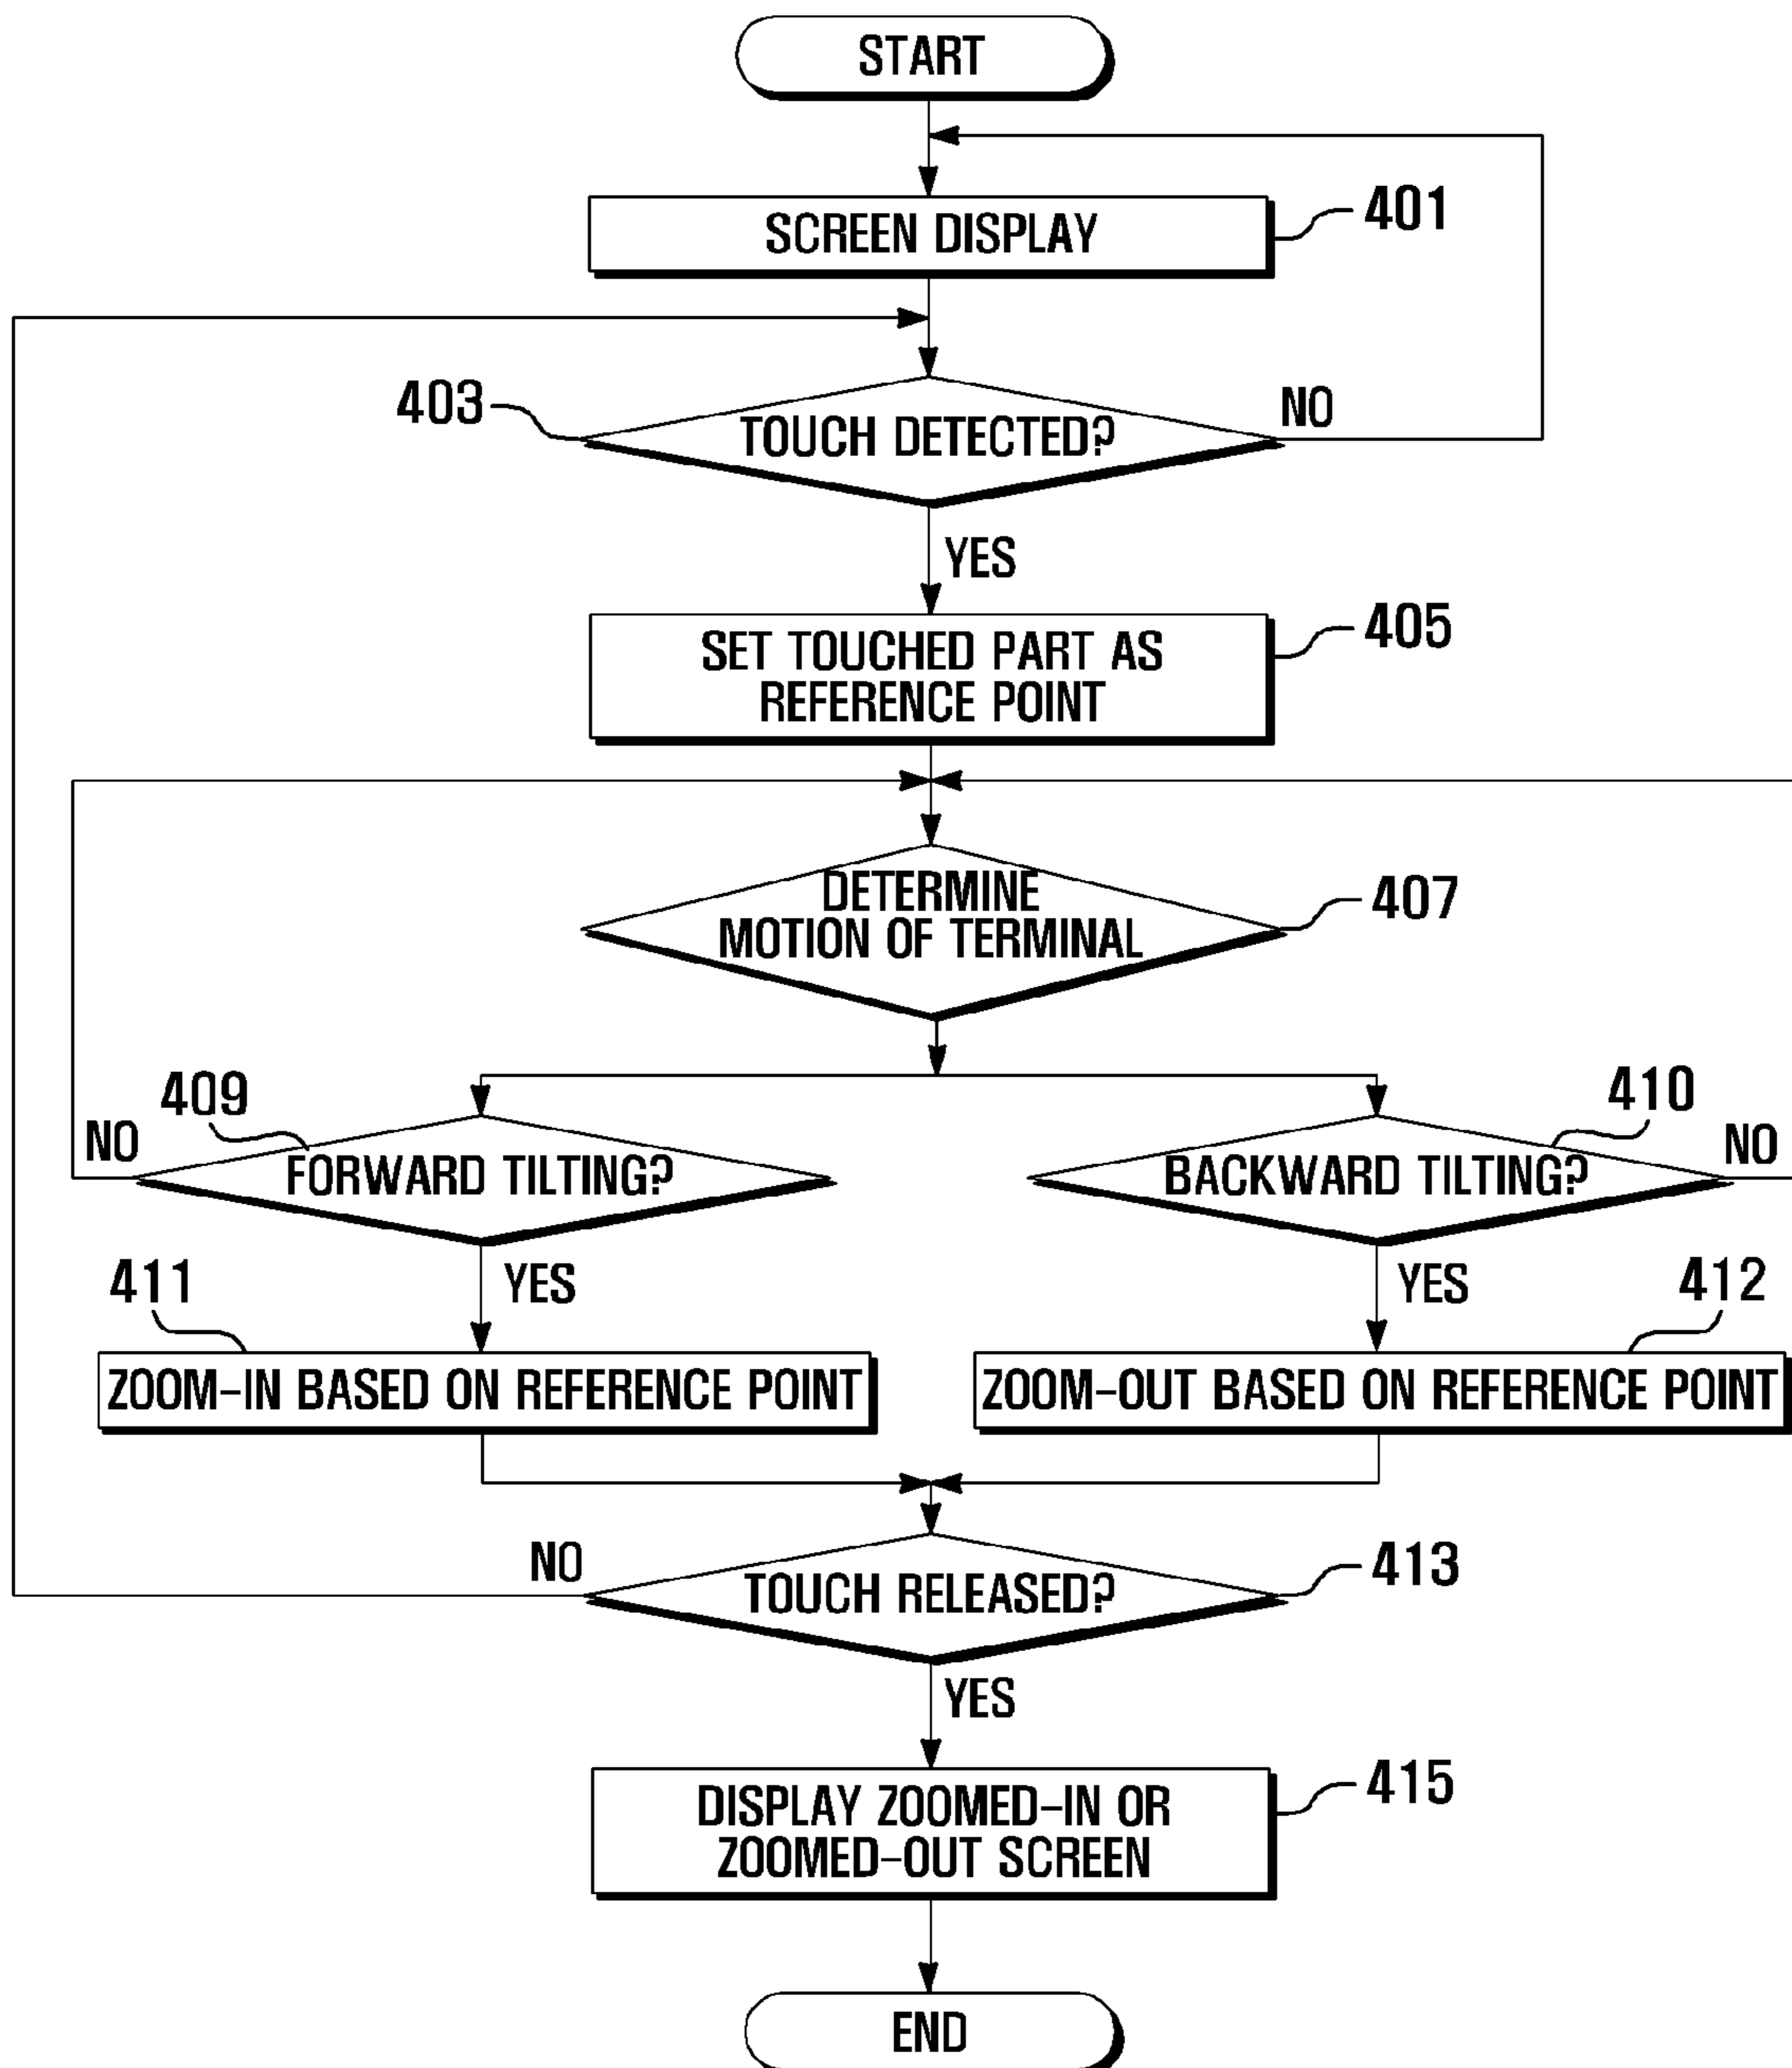 START
SCREEN DISPLAY
401
403
TOUCH DETECTED?
NO
YES
SET TOUCHED PART AS
REFERENCE POINT
405
DETERMINE
MOTION OF TERMINAL
407
409
NO
FORWARD TILTING?
410
BACKWARD TILTING?
NO
411
YES
YES
412
ZOOM-IN BASED ON REFERENCE POINT
ZOOM-OUT BASED ON REFERENCE POINT
NO
TOUCH RELEASED?
413
YES
DISPLAY ZOOMED-IN OR
ZOOMED-OUT SCREEN
415
END